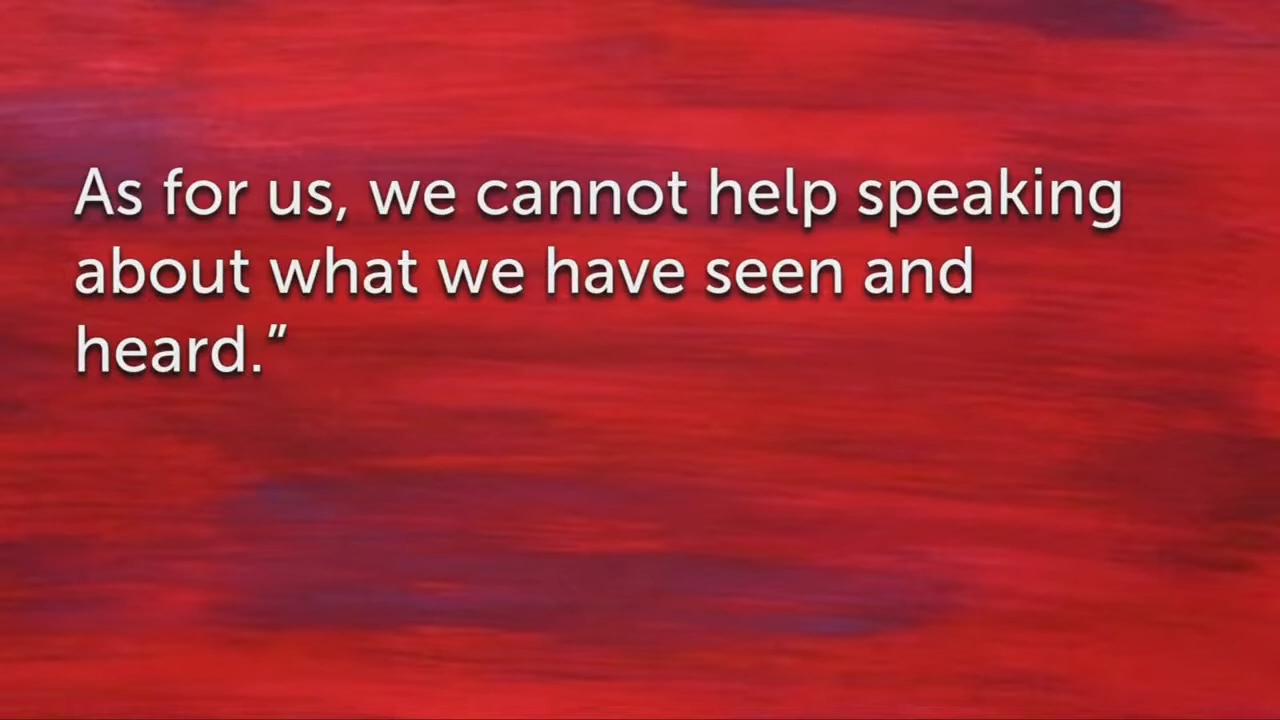 As for us, we cannot help speaking
about what we have seen and
heard.”